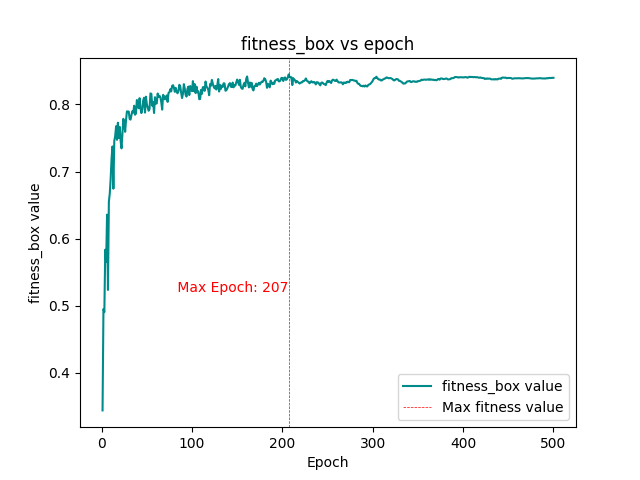 fitness_box vs epoch
fitness_box value
0.8
0.7
0.6
0.5
0.4
Max Epoch: 207
fitness_box value
Max fitness value
0
100
200
300
400
500
Epoch